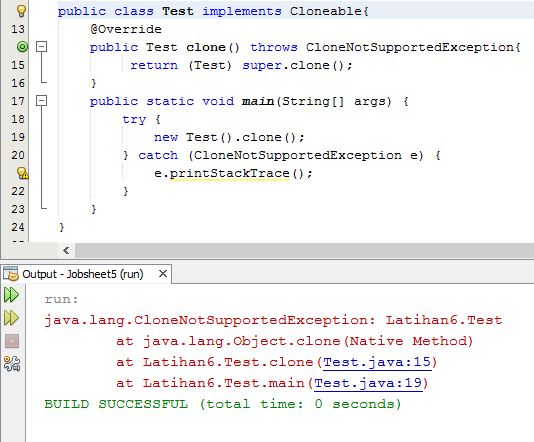 public class Test implements Cloneable{
13 @Override
public Test clone() throws CloneNotSupportedException{
15 return (Test) super.clone();
16 }
17 public static void main(String[] args) {
18 try {
19 new Test().clone();
20 } catch (CloneNotSupportedException e) {
e.printStackTrace();
22 }
23 }
24 }
Output - Jobsheet5 (run) X
run:
java.lang.CloneNotSupportedException: Latihan6.Test
at java.lang.Object.clone(Native Method)
at Latihan6.Test.clone(Test.java:15)
at Latihan6.Test.main(Test.java:19)
BUILD SUCCESSFUL (total time: 0 seconds)